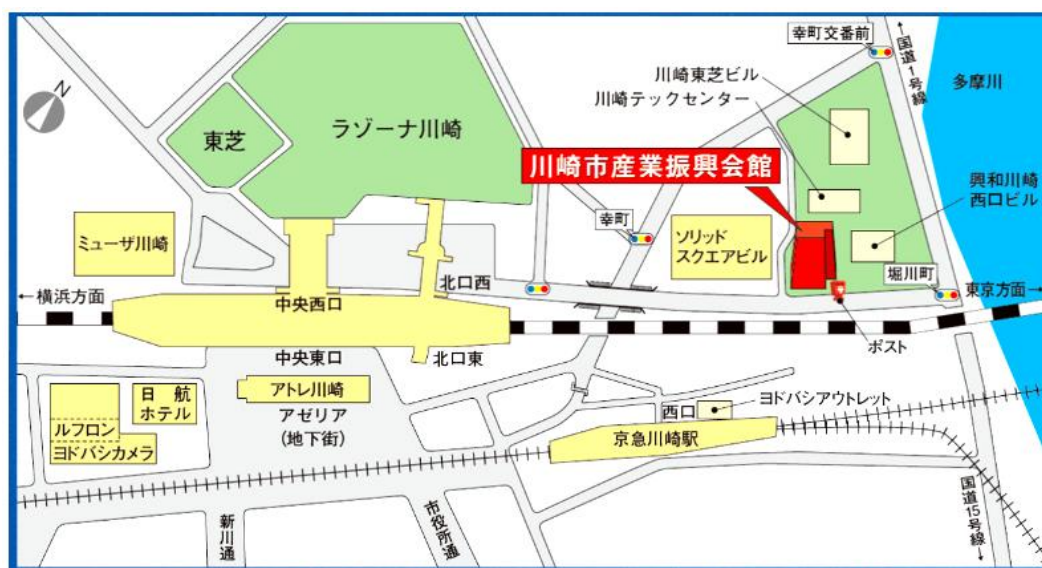 幸町交番前
←国道1号線
多摩川
川崎東芝ビル
川崎テックセンター
N
東芝
ラゾーナ川崎
川崎市産業振興会館
興和川崎
西口ビル
幸町
ミューザ川崎
ソリッド
スクエアビル
北口西
堀川町
←横浜方面
中央西口
東京方面→
中央東口
北口東
ポスト
日航
ホテル
アトレ川崎
アゼリア
(地下街)
西口
ヨドバシアウトレット
ルフロン
ヨドバシカメラ
京急川崎駅
新川通
市役所通
国道15号線→